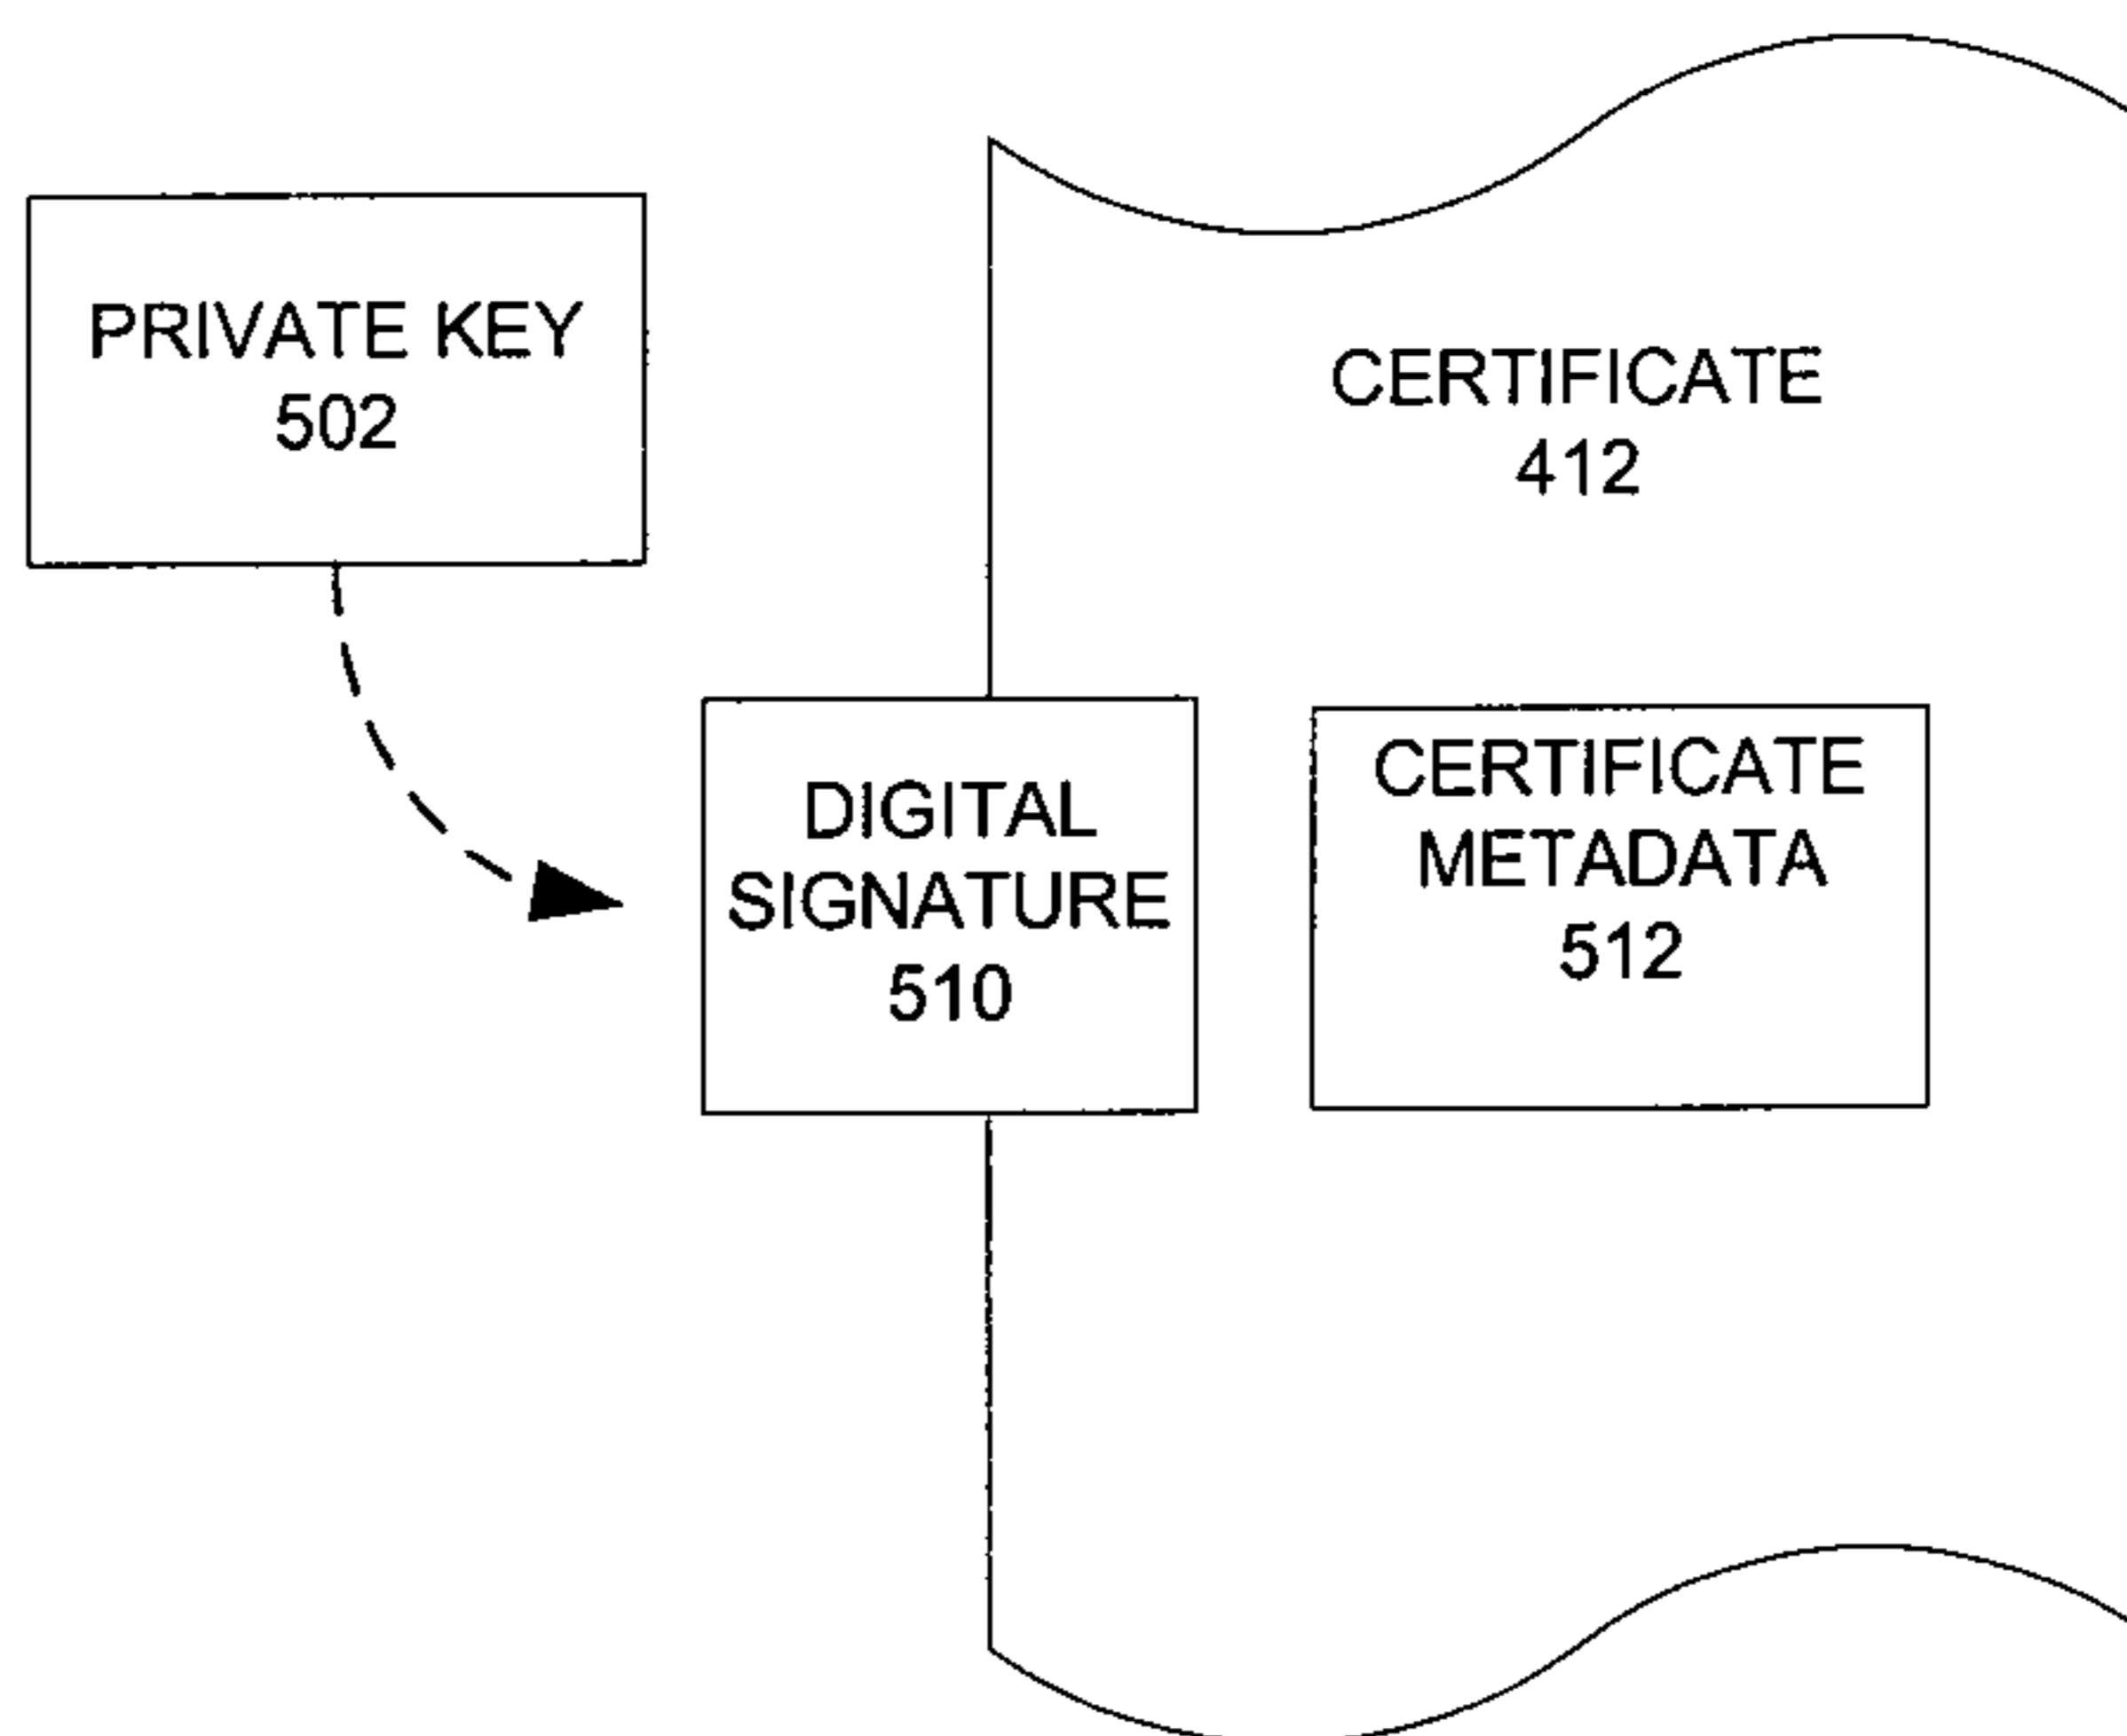 PRIVATE KEY
502
CERTIFICATE
412
DIGITAL
SIGNATURE
510
CERTIFICATE
METADATA
512